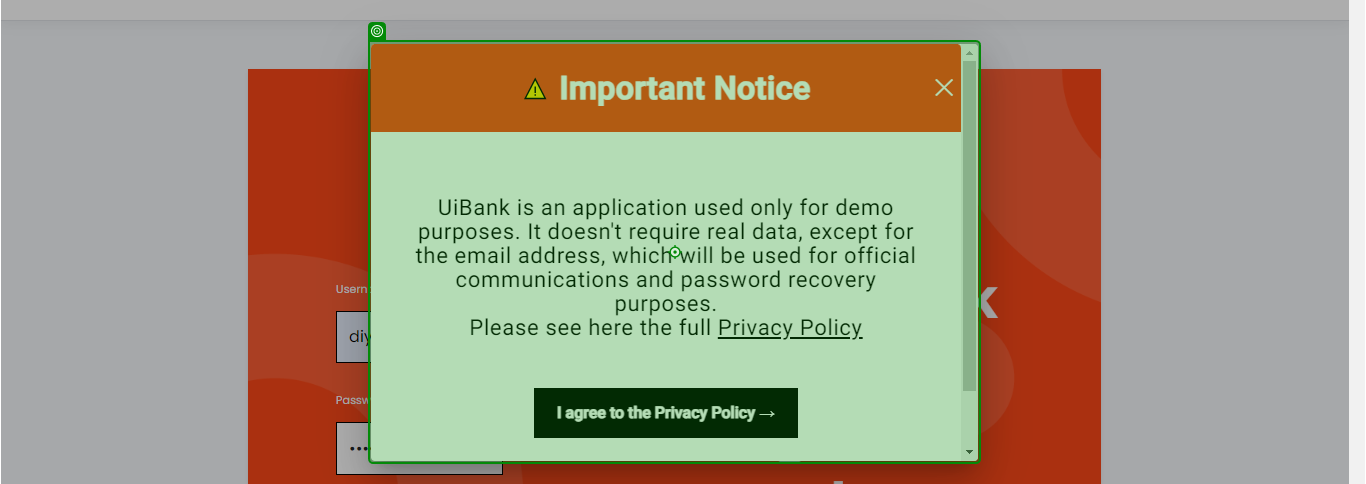 ⚠ Important Notice
UiBank is an application used only for demo
purposes. It doesn't require real data, except for
the email address, which will be used for official
communications and password recovery
purposes.
Please see here the full Privacy Policy
I agree to the Privacy Policy →
Usern
diy
Passw